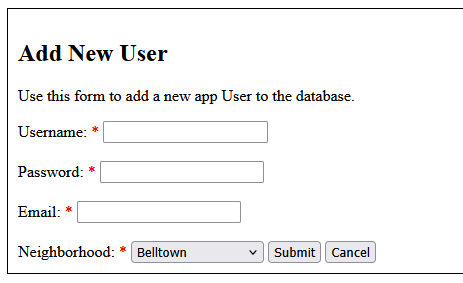 Add New User
Use this form to add a new app User to the database.
Username: *
Password: *
Email: *
Neighborhood: * Belltown Submit Cancel